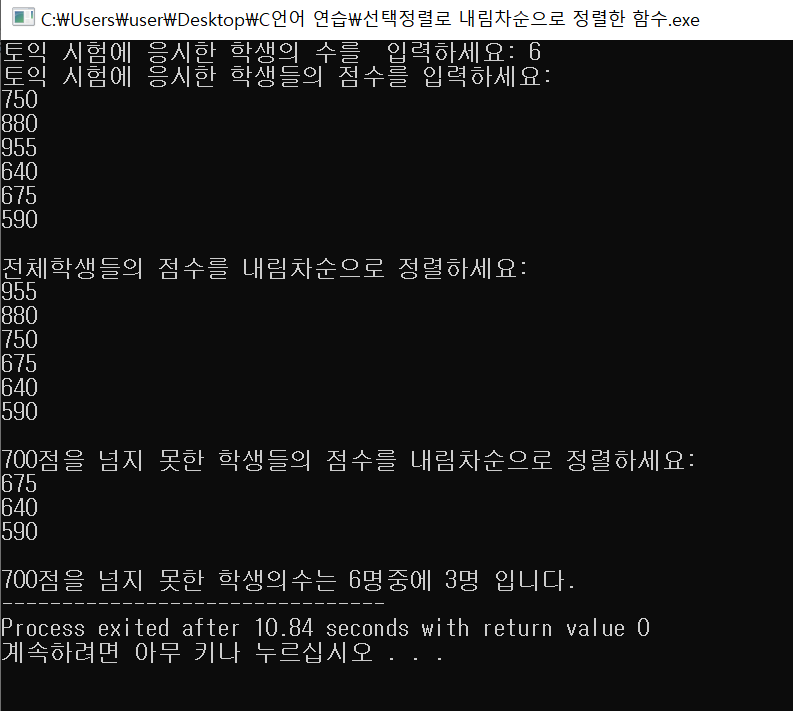 C:₩Users₩user₩Desktop₩C언어 연습₩선택정렬로 내림차순으로 정렬한 함수.exe
토익 시험에 응시한 학생의 수를  입력하세요: 6
토익 시험에 응시한 학생들의 점수를 입력하세요:
750
880
955
640
675
590
전체학생들의 점수를 내림차순으로 정렬하세요:
955
880
750
675
640
590
700점을 넘지 못한 학생들의 점수를 내림차순으로 정렬하세요:
675
640
590
700점을 넘지 못한 학생의수는 6명중에 3명 입니다.
--------------------------------
Process exited after 10.84 seconds with return value 0
계속하려면 아무 키나 누르십시오 . . .